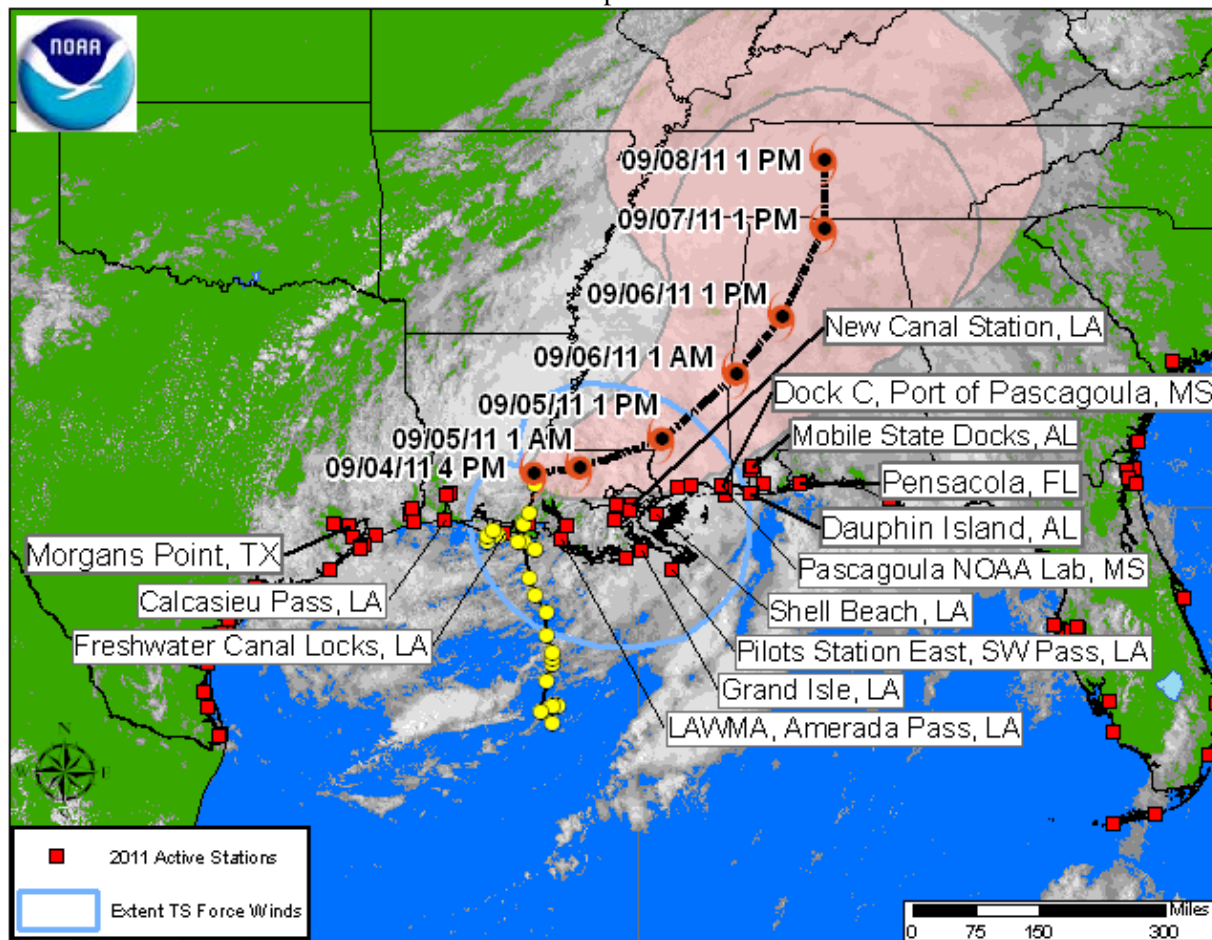 NOAA
09/08/11 1 PM
09/07/11 1 PM
09/06/11 1 PM
New Canal Station, LA
09/06/11 1 AM
Dock C, Port of Pascagoula, MS
09/05/11 1 PM
Mobile State Docks, AL
09/05/11 1 AM
09/04/11 4 PM
Pensacola, FL
Dauphin Island, AL
Morgans Point, TX
Pascagoula NOAA Lab, MS
Calcasieu Pass, LA
Shell Beach, LA
Freshwater Canal Locks, LA
Pilots Station East, SW Pass, LA
Grand Isle, LA
LAWMA, Amerada Pass, LA
N
W E
S
2011 Active Stations
Extent TS Force Winds
Miles
0 75 150 300